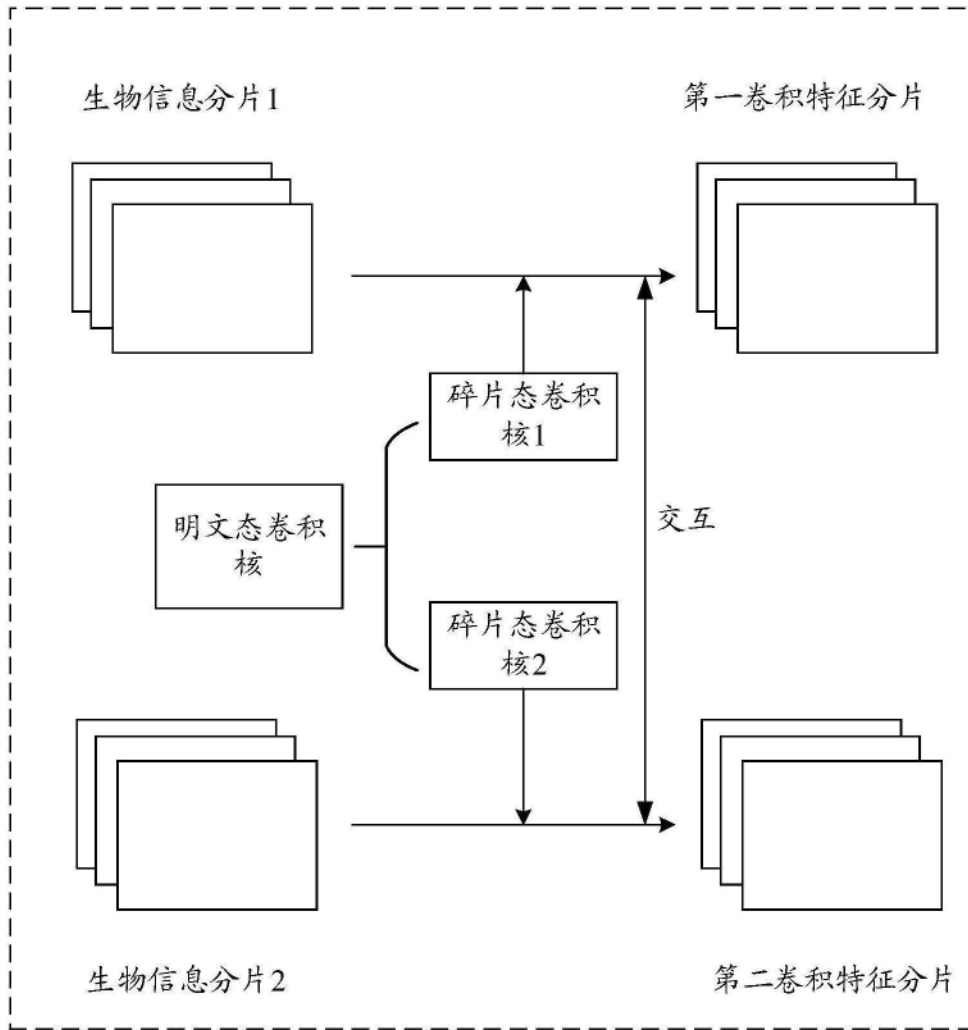 生物信息分片1
第一卷积特征分片
碎片态卷积
核1
明文态卷积
核
交互
碎片态卷积
核2
生物信息分片2
第二卷积特征分片